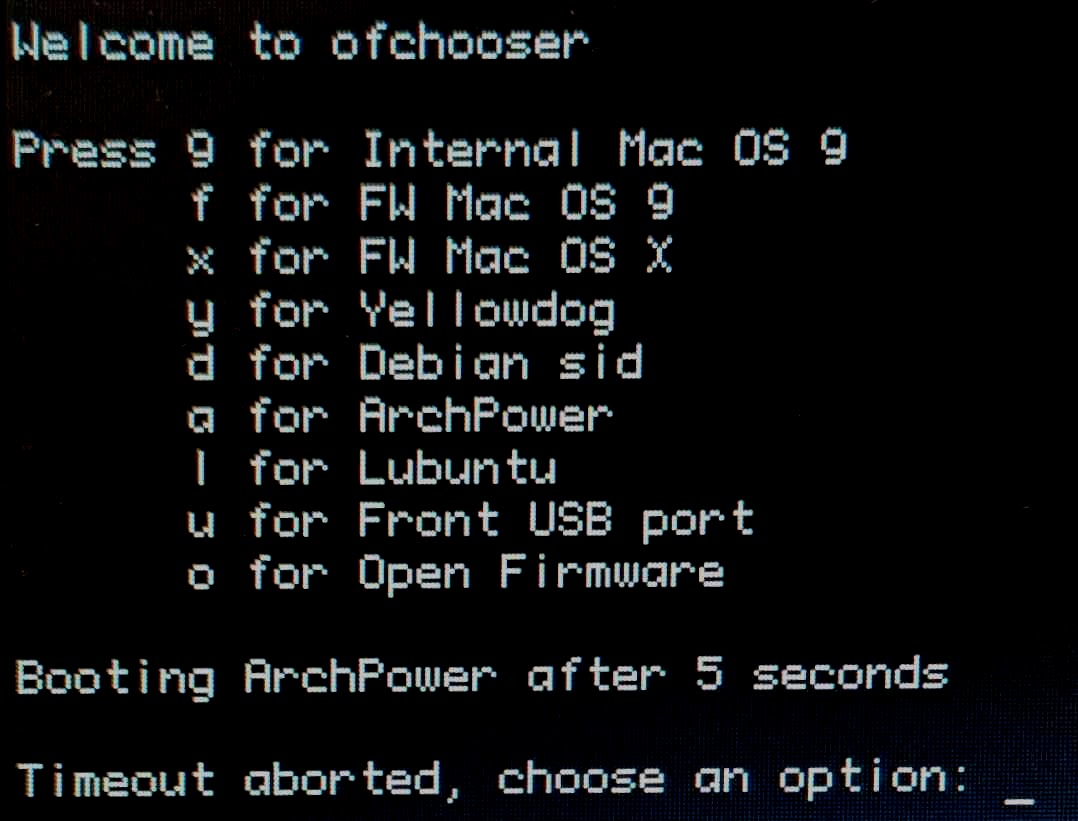 Welcome to ofchooser
Press 9 for Internal Mac OS 9
f for FW Mac OS 9
x for FW Mac OS X
y for Yellowdog
d for Debian sid
a for ArchPower
l for Lubuntu
u for Front USB port
o for Open Firmware
Booting ArchPower after 5 seconds
Timeout aborted, choose an option: _